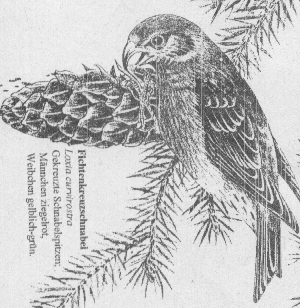 Fichtenkreuzschnabel
Loxia curvirostra
Gekreuzte Schnabelspitzen,
Männchen ziegelrot,
Weibchen gelblich-grün.